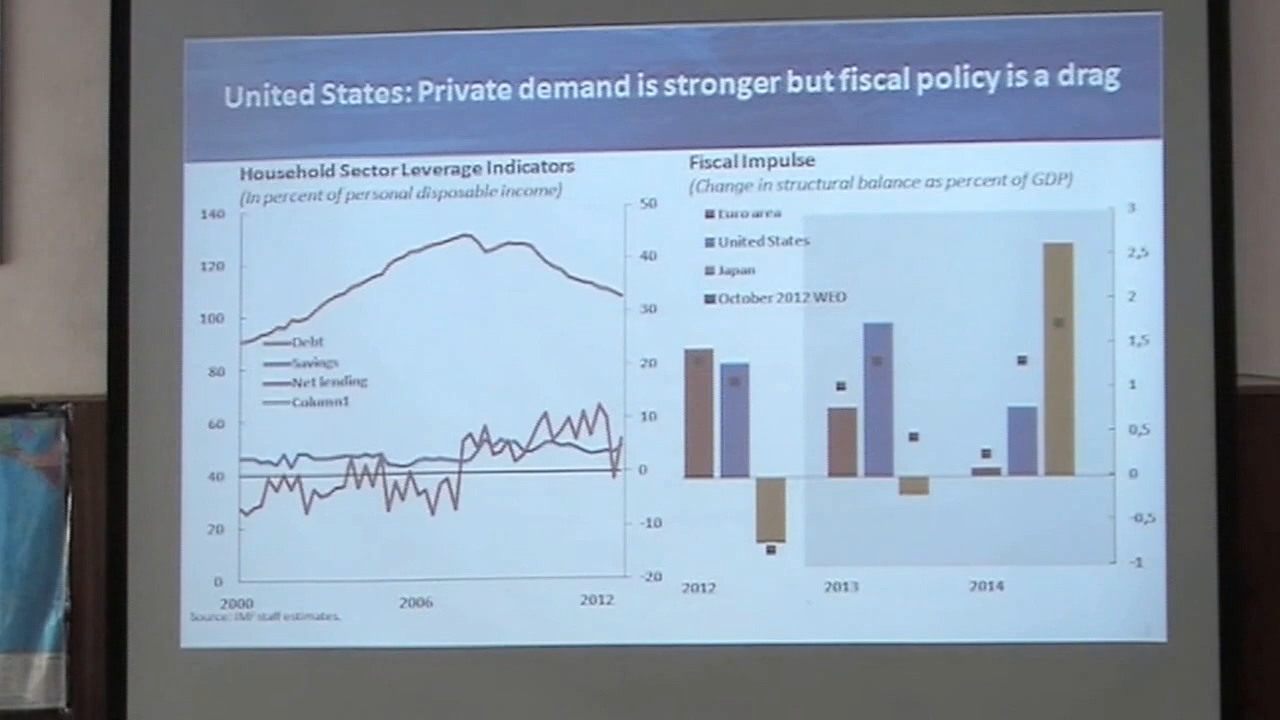 United States: Private demand is stronger but fiscal policy is a drag
Household Sector Leverage Indicators
(In percent of personal disposable income)
140
120
100
80
60
40
20
0
50
40
30
20
10
0
-10
-20
Debt
Savings
Net lending
Column1
2000
2006
2012
Source: IMF staff estimates.
Fiscal Impulse
(Change in structural balance as percent of GDP)
Euro area
United States
Japan
October 2012 WEO
3
2,5
2
1,5
1
0,5
0
-0,5
-1
2012
2013
2014